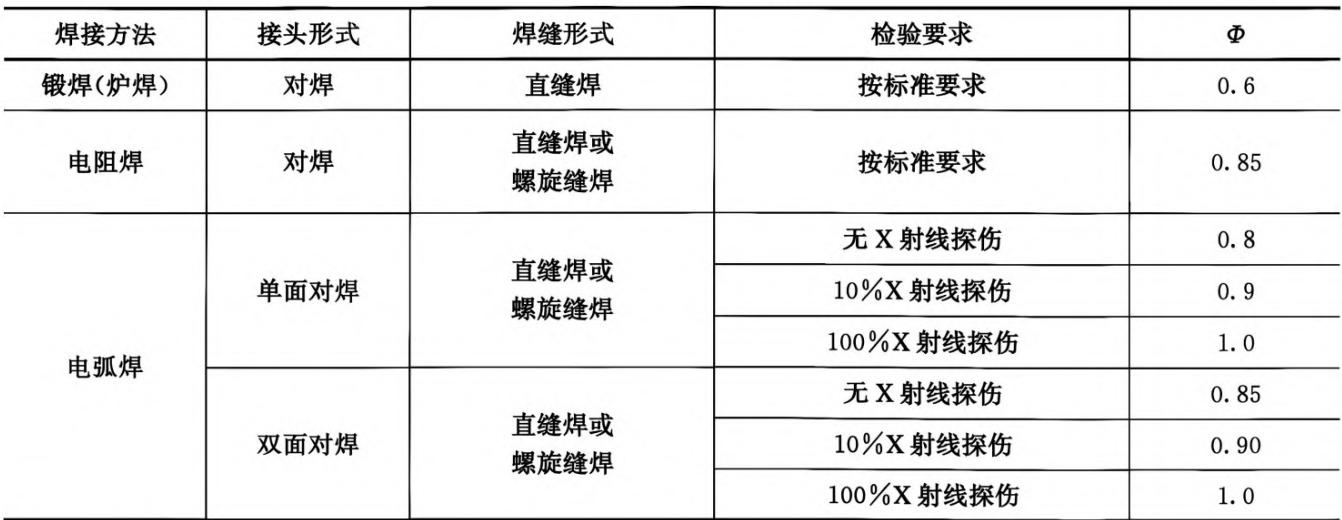 焊接方法 接头形式 焊缝形式 检验要求 Φ
锻焊(炉焊) 对焊 直缝焊 按标准要求 0.6
电阻焊 对焊 直缝焊或
螺旋缝焊 按标准要求 0.85
电弧焊 单面对焊 直缝焊或
螺旋缝焊 无 X 射线探伤 0.8
10%X 射线探伤 0.9
100%X 射线探伤 1.0
双面对焊 直缝焊或
螺旋缝焊 无 X 射线探伤 0.85
10%X 射线探伤 0.90
100%X 射线探伤 1.0